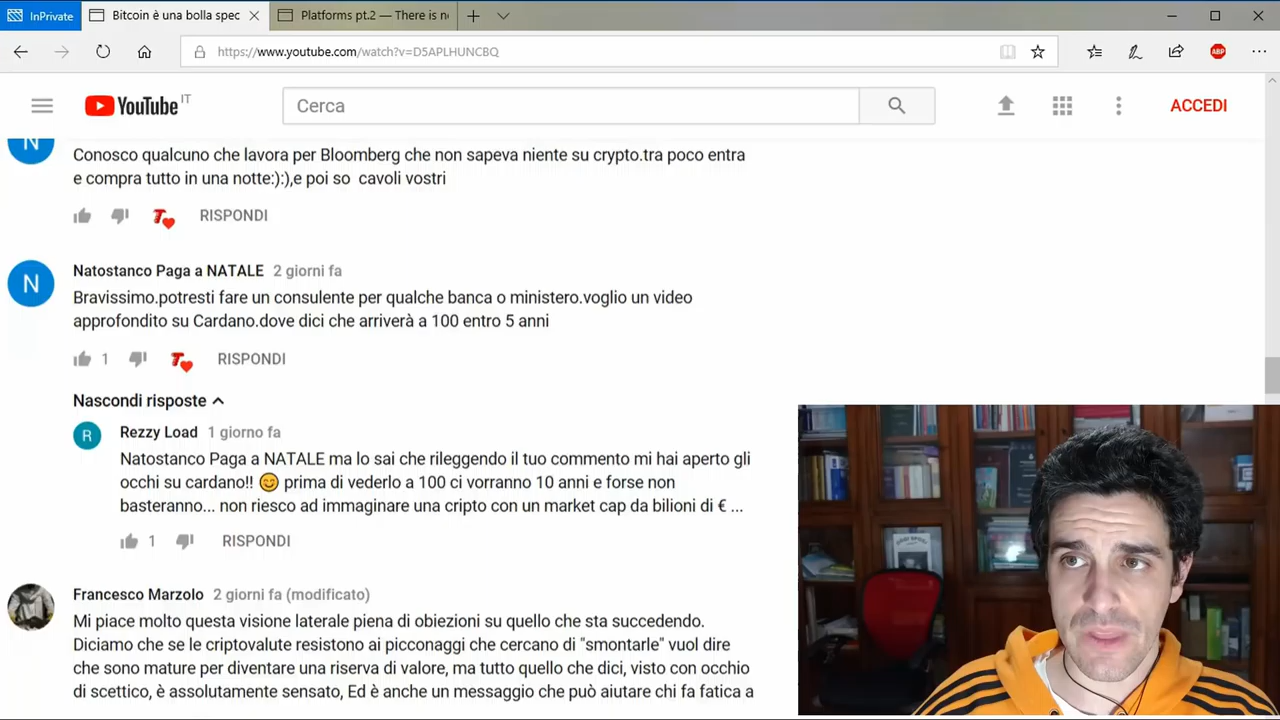 InPrivate
Bitcoin è una bolla spec
Platforms pt.2 — There is n
https://www.youtube.com/watch?v=D5APLHUNCBQ
ABP
YouTube IT
Cerca
ACCEDI
N
Conosco qualcuno che lavora per Bloomberg che non sapeva niente su crypto.tra poco entra
e compra tutto in una notte:):),e poi so cavoli vostri
RISPONDI
N
Natostanco Paga a NATALE 2 giorni fa
Bravissimo.potresti fare un consulente per qualche banca o ministero.voglio un video
approfondito su Cardano.dove dici che arriverà a 100 entro 5 anni
1 RISPONDI
Nascondi risposte
R
Rezzy Load 1 giorno fa
Natostanco Paga a NATALE ma lo sai che rileggendo il tuo commento mi hai aperto gli
occhi su cardano!! 😊 prima di vederlo a 100 ci vorranno 10 anni e forse non
basteranno... non riesco ad immaginare una cripto con un market cap da bilioni di € ...
1 RISPONDI
Francesco Marzolo 2 giorni fa (modificato)
Mi piace molto questa visione laterale piena di obiezioni su quello che sta succedendo.
Diciamo che se le criptovalute resistono ai picconaggi che cercano di "smontarle" vuol dire
che sono mature per diventare una riserva di valore, ma tutto quello che dici, visto con occhio
di scettico, è assolutamente sensato, Ed è anche un messaggio che può aiutare chi fa fatica a